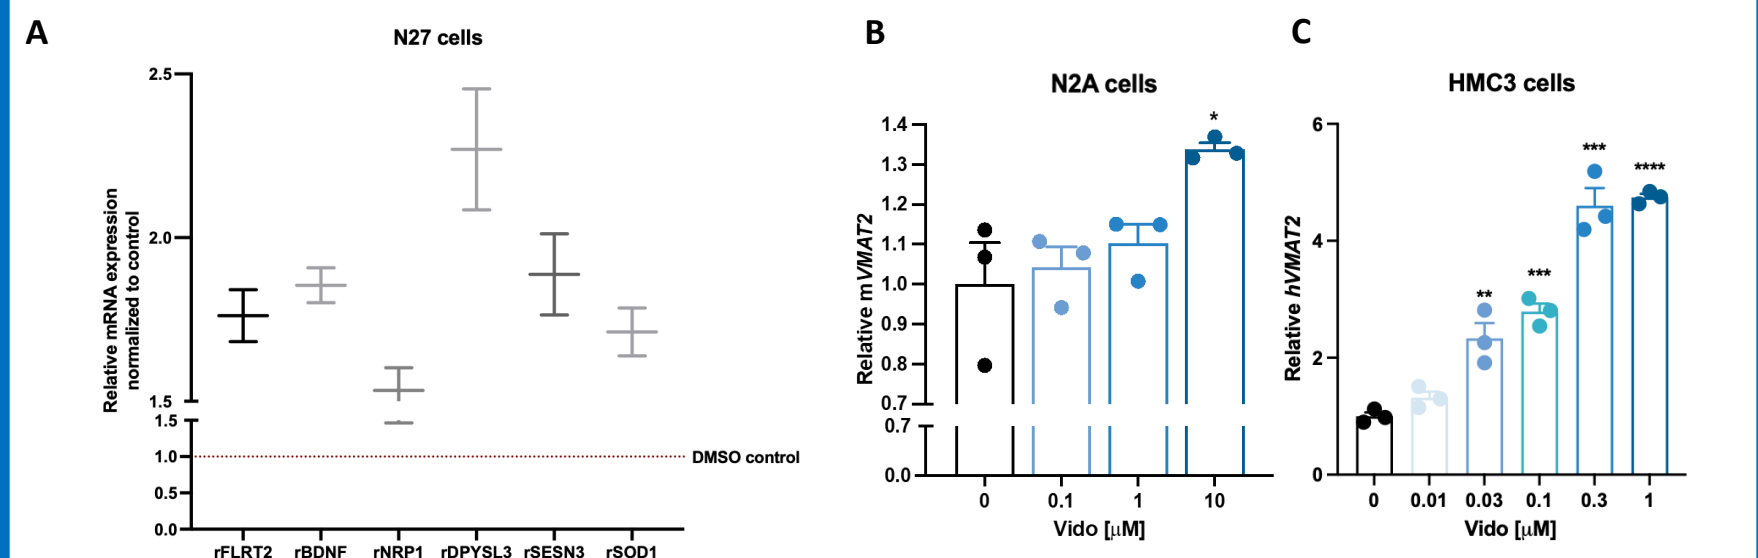 A
N27 cells
2.5
2.0
1.5
1.5
1.0
0.5
0.0
Relative mRNA expression
normalized to control
DMSO control
rFLRT2 rBDNF rNRP1 rDPYSL3 rSESN3 rSOD1
B
N2A cells
*
1.4
1.3
1.2
1.1
1.0
0.9
0.8
0.7
0.7
0.0
Relative mVMAT2
0 0.1 1 10
Vido [μM]
C
HMC3 cells
** *** *** ****
6
4
2
0
Relative hVMAT2
0 0.01 0.03 0.1 0.3 1
Vido [μM]